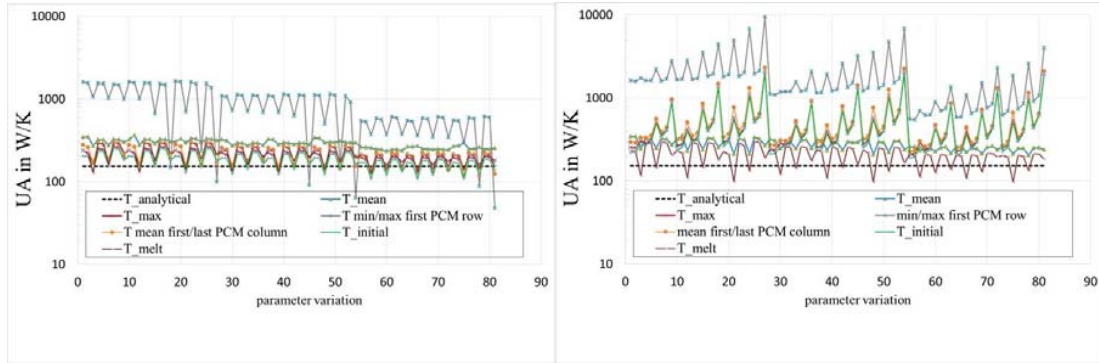 10000
1000
100
10
UA in W/K
T_analytical
T_mean
T_max
T min/max first PCM row
T mean first/last PCM column
T_initial
T_melt
0 10 20 30 40 50 60 70 80 90
parameter variation
10000
1000
100
10
UA in W/K
T_analytical
T_mean
T_max
min/max first PCM row
mean first/last PCM column
T_initial
T_melt
0 10 20 30 40 50 60 70 80 90
parameter variation